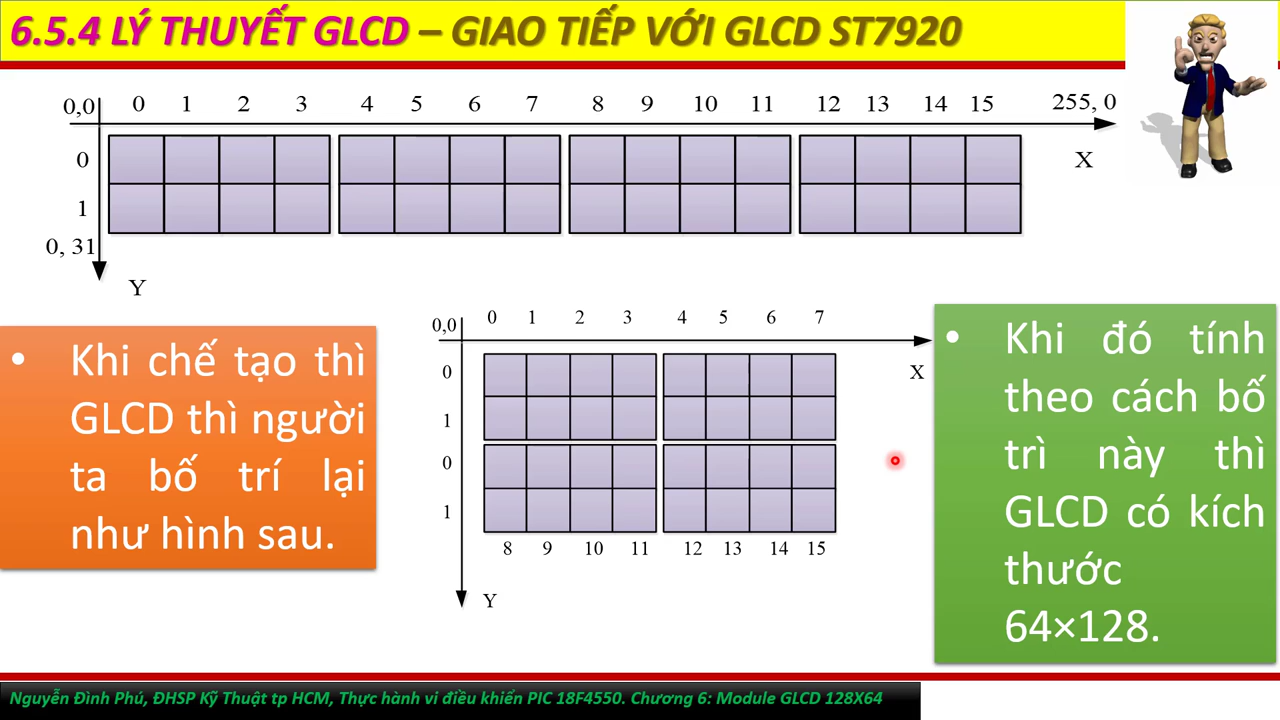 6.5.4 LÝ THUYẾT GLCD – GIAO TIẾP VỚI GLCD ST7920
0,0 0 1 2 3 4 5 6 7 8 9 10 11 12 13 14 15 255, 0
0
X
1
0, 31
Y
• Khi chế tạo thì
GLCD thì người
ta bố trí lại
như hình sau.
0,0 0 1 2 3 4 5 6 7
0
X
1
0
1
8 9 10 11 12 13 14 15
Y
• Khi đó tính
theo cách bố
trì này thì
GLCD có kích
thước
64×128.
Nguyễn Đình Phú, ĐHSP Kỹ Thuật tp HCM, Thực hành vi điều khiển PIC 18F4550. Chương 6: Module GLCD 128X64